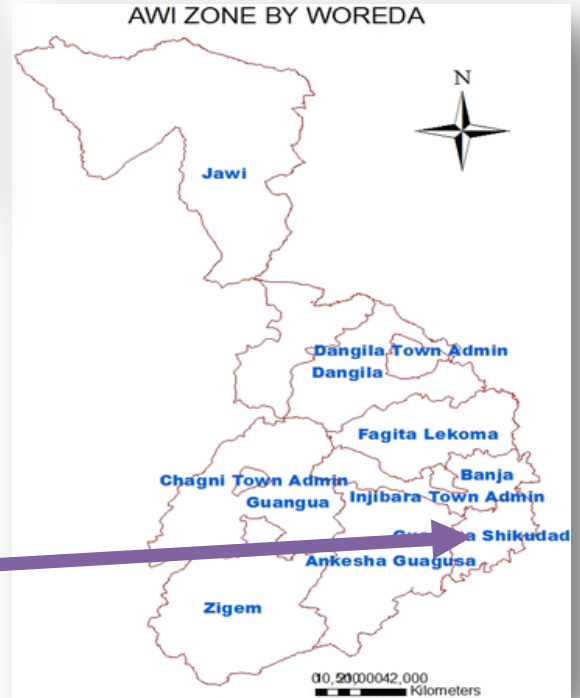 AWI ZONE BY WOREDA
N
Jawi
Dangila Town Admin
Dangila
Fagita Lekoma
Banja
Chagni Town Admin
Guangua
Injibara Town Admin
Shikudad
Ankesha Guagusa
Zigem
Kilometers